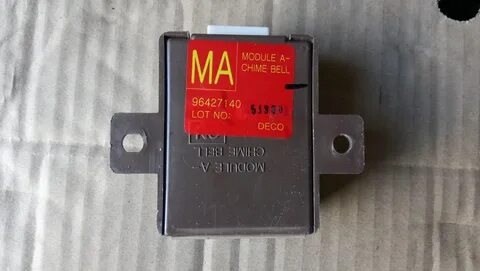 MA
MODULE A-
CHIME BELL
96427140
LOT NO:
DECO
MODULE A-
CHIME BELL